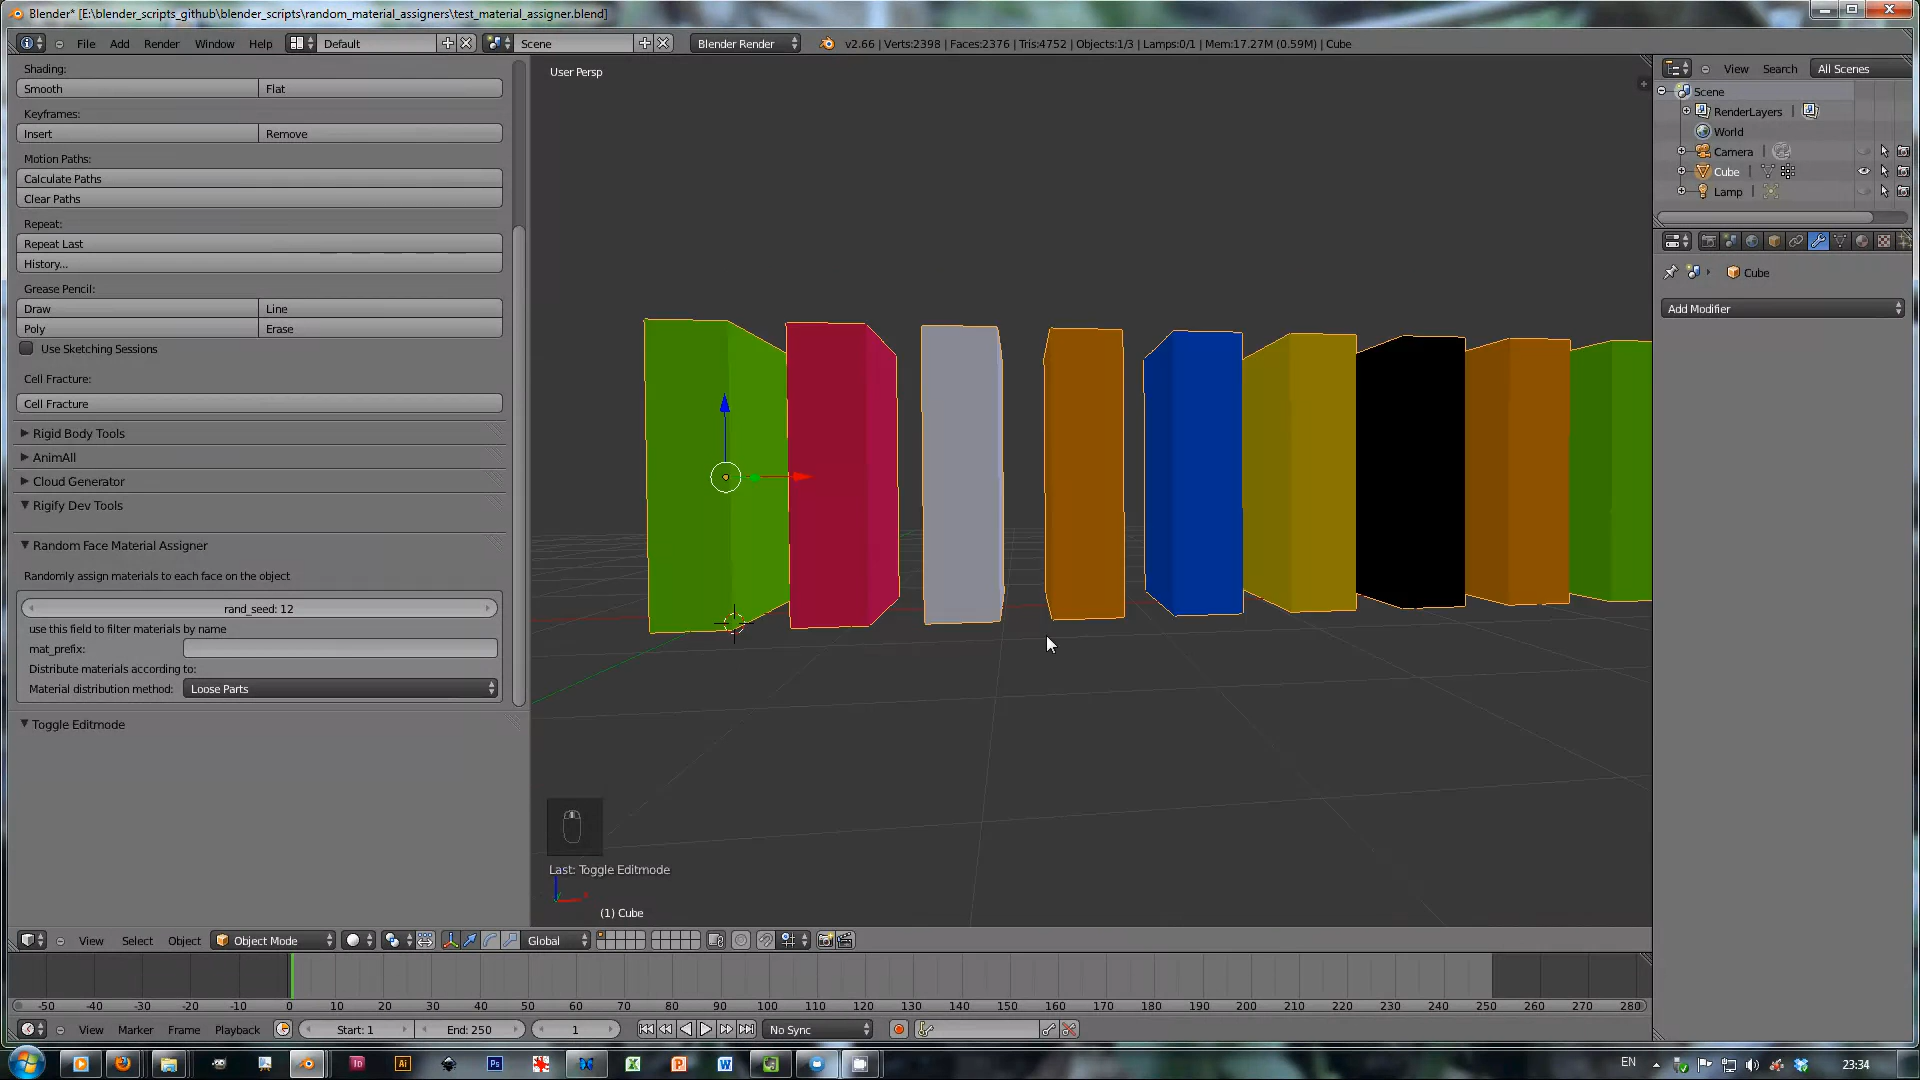 Blender* [E:\blender_scripts_github\blender_scripts\random_material_assigners\test_material_assigner.blend]
File Add Render Window Help Default Scene Blender Render v2.66 | Verts:2398 | Faces:2376 | Tris:4752 | Objects:1/3 | Lamps:0/1 | Mem:17.27M (0.59M) | Cube
Shading:
Smooth Flat
Keyframes:
Insert Remove
Motion Paths:
Calculate Paths
Clear Paths
Repeat:
Repeat Last
History...
Grease Pencil:
Draw Line
Poly Erase
Use Sketching Sessions
Cell Fracture:
Cell Fracture
Rigid Body Tools
AnimAll
Cloud Generator
Rigify Dev Tools
Random Face Material Assigner
Randomly assign materials to each face on the object
rand_seed: 12
use this field to filter materials by name
mat_prefix:
Distribute materials according to:
Material distribution method: Loose Parts
Toggle Editmode
User Persp
Last: Toggle Editmode
(1) Cube
View Search All Scenes
Scene
RenderLayers
World
Camera
Cube
Lamp
Cube
Add Modifier
View Select Object Object Mode Global
-50 -40 -30 -20 -10 0 10 20 30 40 50 60 70 80 90 100 110 120 130 140 150 160 170 180 190 200 210 220 230 240 250 260 270 280
View Marker Frame Playback Start: 1 End: 250 1 No Sync
Id Ai Ps X P W EN 23:34